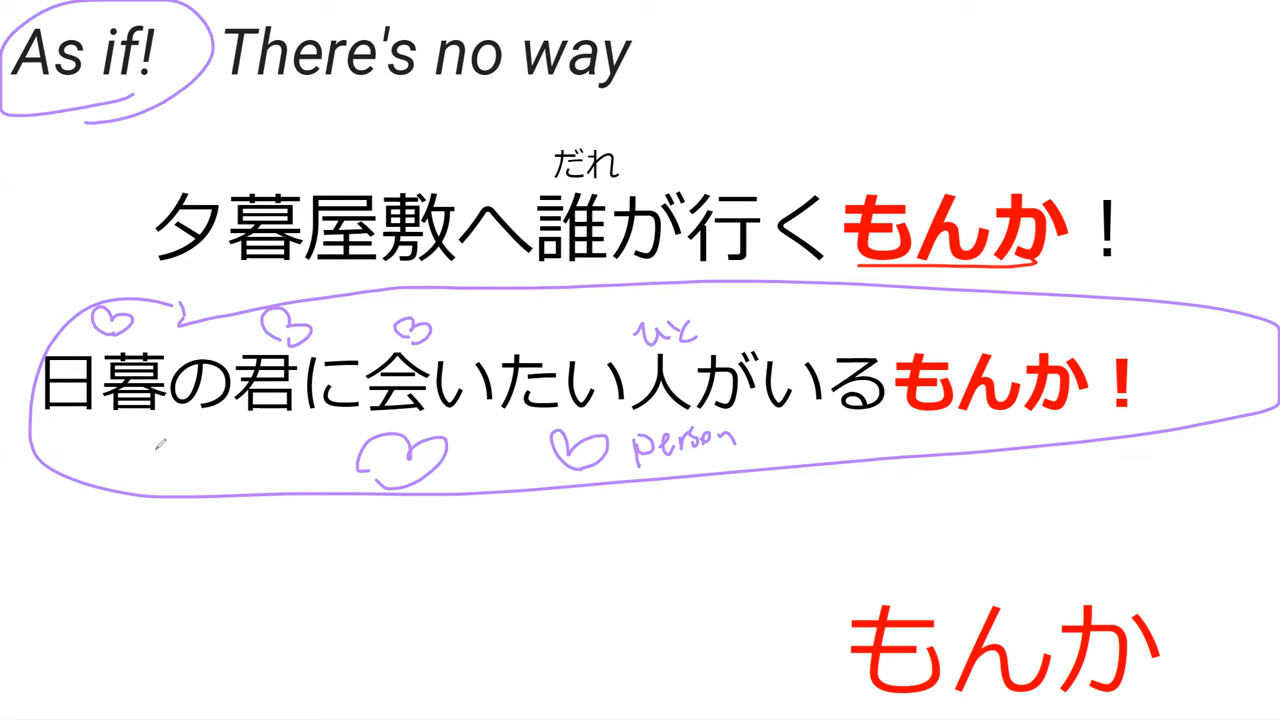 As if! There's no way
だれ
夕暮屋敷へ誰が行くもんか！
ひと
日暮の君に会いたい人がいるもんか！
person
もんか